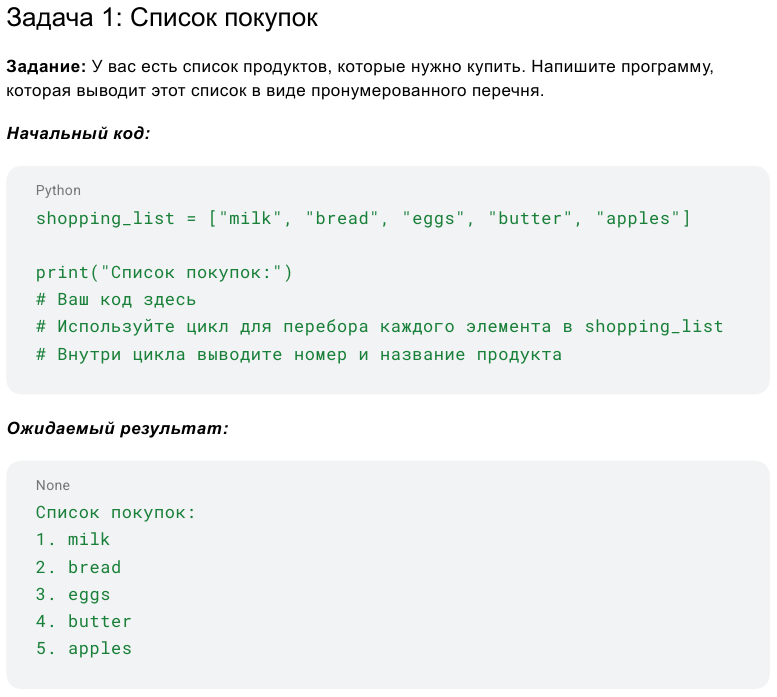 Задача 1: Список покупок
Задание: У вас есть список продуктов, которые нужно купить. Напишите программу,
которая выводит этот список в виде пронумерованного перечня.
Начальный код:
Python
shopping_list = ["milk", "bread", "eggs", "butter", "apples"]
print("Список покупок:")
# Ваш код здесь
# Используйте цикл для перебора каждого элемента в shopping_list
# Внутри цикла выводите номер и название продукта
Ожидаемый результат:
None
Список покупок:
1. milk
2. bread
3. eggs
4. butter
5. apples